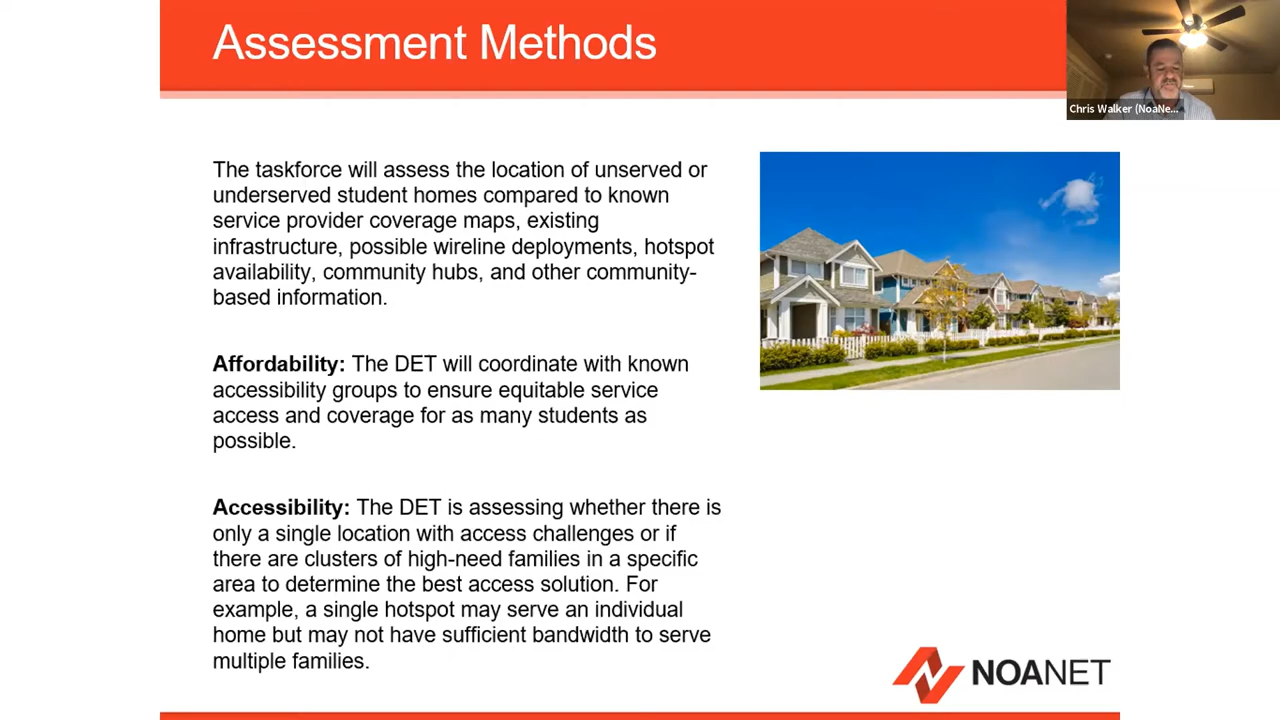 Assessment Methods
Chris Walker (NoaNe...
The taskforce will assess the location of unserved or
underserved student homes compared to known
service provider coverage maps, existing
infrastructure, possible wireline deployments, hotspot
availability, community hubs, and other community-
based information.
Affordability: The DET will coordinate with known
accessibility groups to ensure equitable service
access and coverage for as many students as
possible.
Accessibility: The DET is assessing whether there is
only a single location with access challenges or if
there are clusters of high-need families in a specific
area to determine the best access solution. For
example, a single hotspot may serve an individual
home but may not have sufficient bandwidth to serve
multiple families.
NOANET